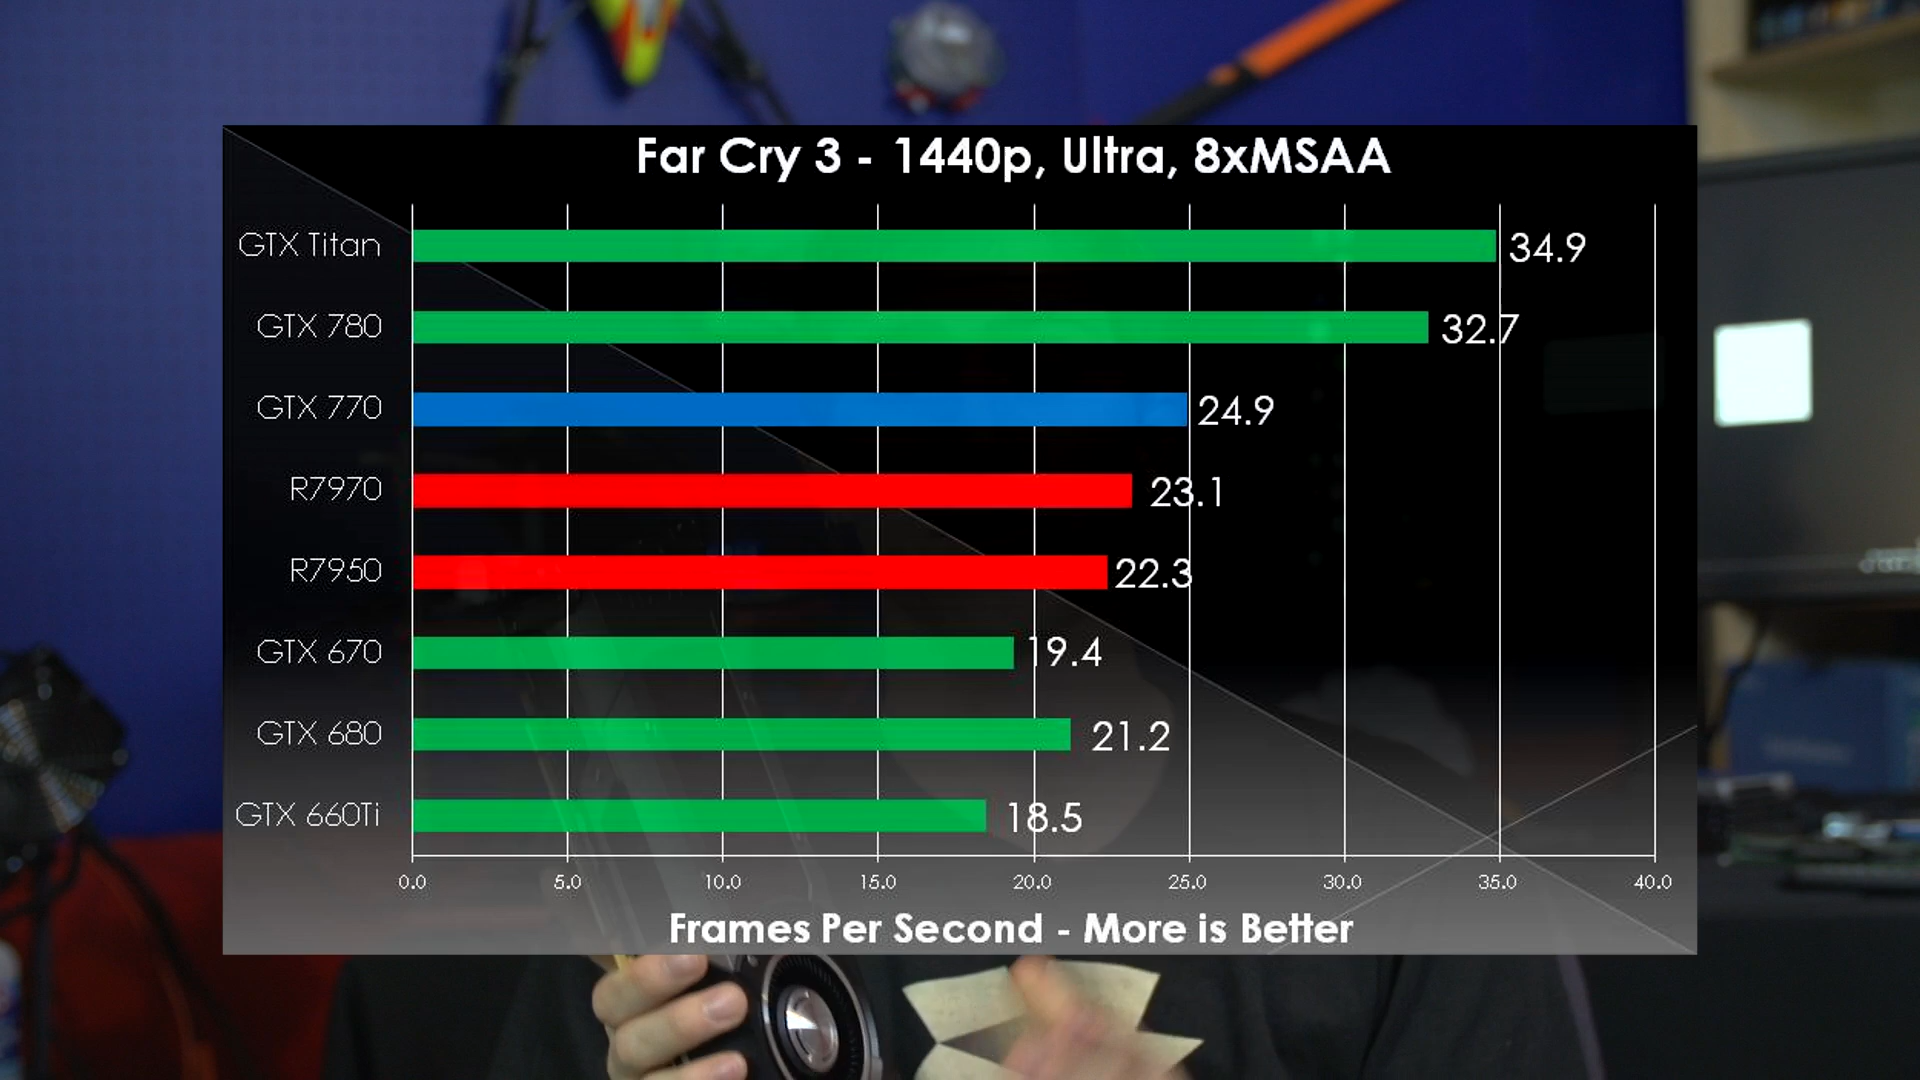 Far Cry 3 - 1440p, Ultra, 8xMSAA
GTX Titan 34.9
GTX 780 32.7
GTX 770 24.9
R7970 23.1
R7950 22.3
GTX 670 19.4
GTX 680 21.2
GTX 660Ti 18.5
0.0 5.0 10.0 15.0 20.0 25.0 30.0 35.0 40.0
Frames Per Second - More is Better